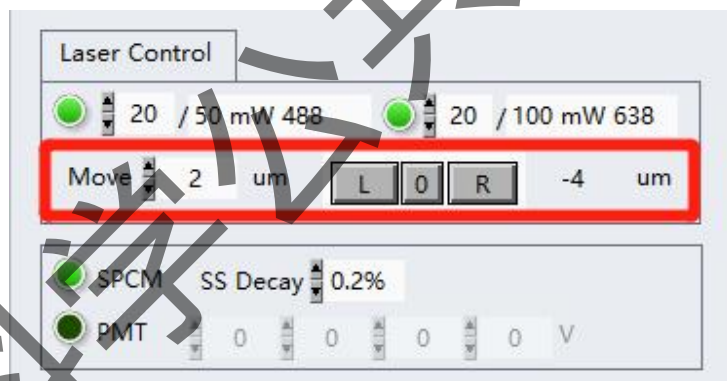 Laser Control
20 / 50 mW 488 20 / 100 mW 638
Move 2 um L 0 R -4 um
SPCM SS Decay 0.2%
PMT 0 0 0 0 V